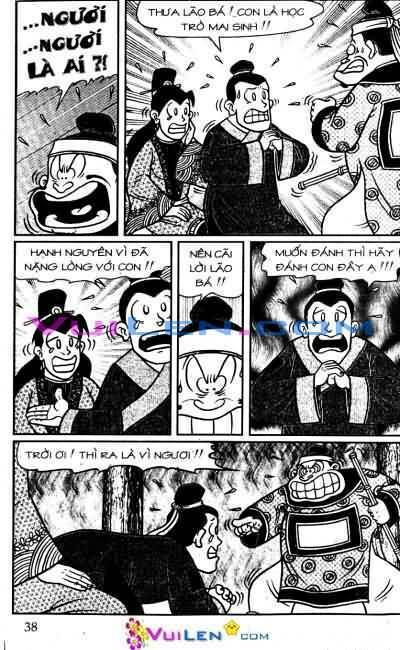 ...NGƯƠI
...NGƯƠI
LÀ AI ?!
THƯA LÃO BÁ ! CON LÀ HỌC
TRÒ MAI SINH !!
HẠNH NGUYÊN VÌ ĐÃ
NẶNG LÒNG VỚI CON !!
NÊN CÃI
LỜI LÃO
BÁ !
MUỐN ĐÁNH THÌ HÃY
ĐÁNH CON ĐÂY Ạ !!!
VUILEN.COM
TRỜI ƠI ! THÌ RA LÀ VÌ NGƯƠI !!
38
VUILEN.COM